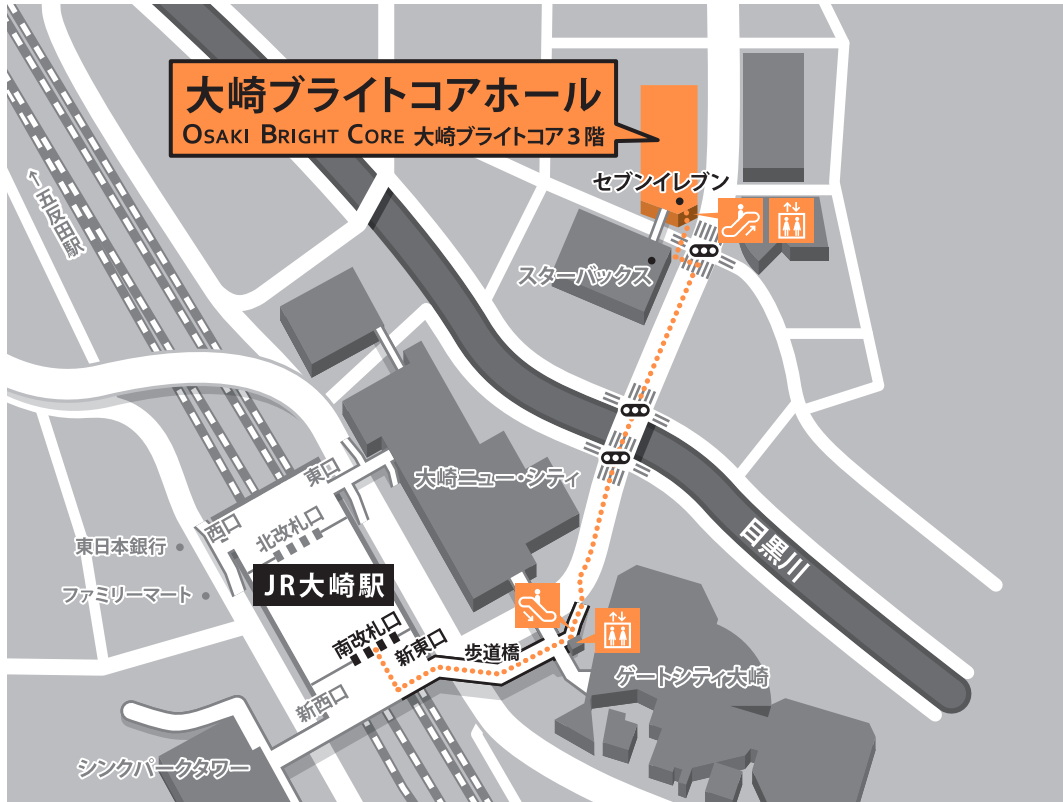 大崎ブライトコアホール
OSAKI BRIGHT CORE 大崎ブライトコア3階
←五反田駅
セブンイレブン
スターバックス
東口
大崎ニュー・シティ
西口
北改札口
東日本銀行
目黒川
JR大崎駅
ファミリーマート
南改札口
新東口
歩道橋
ゲートシティ大崎
新西口
シンクパークタワー